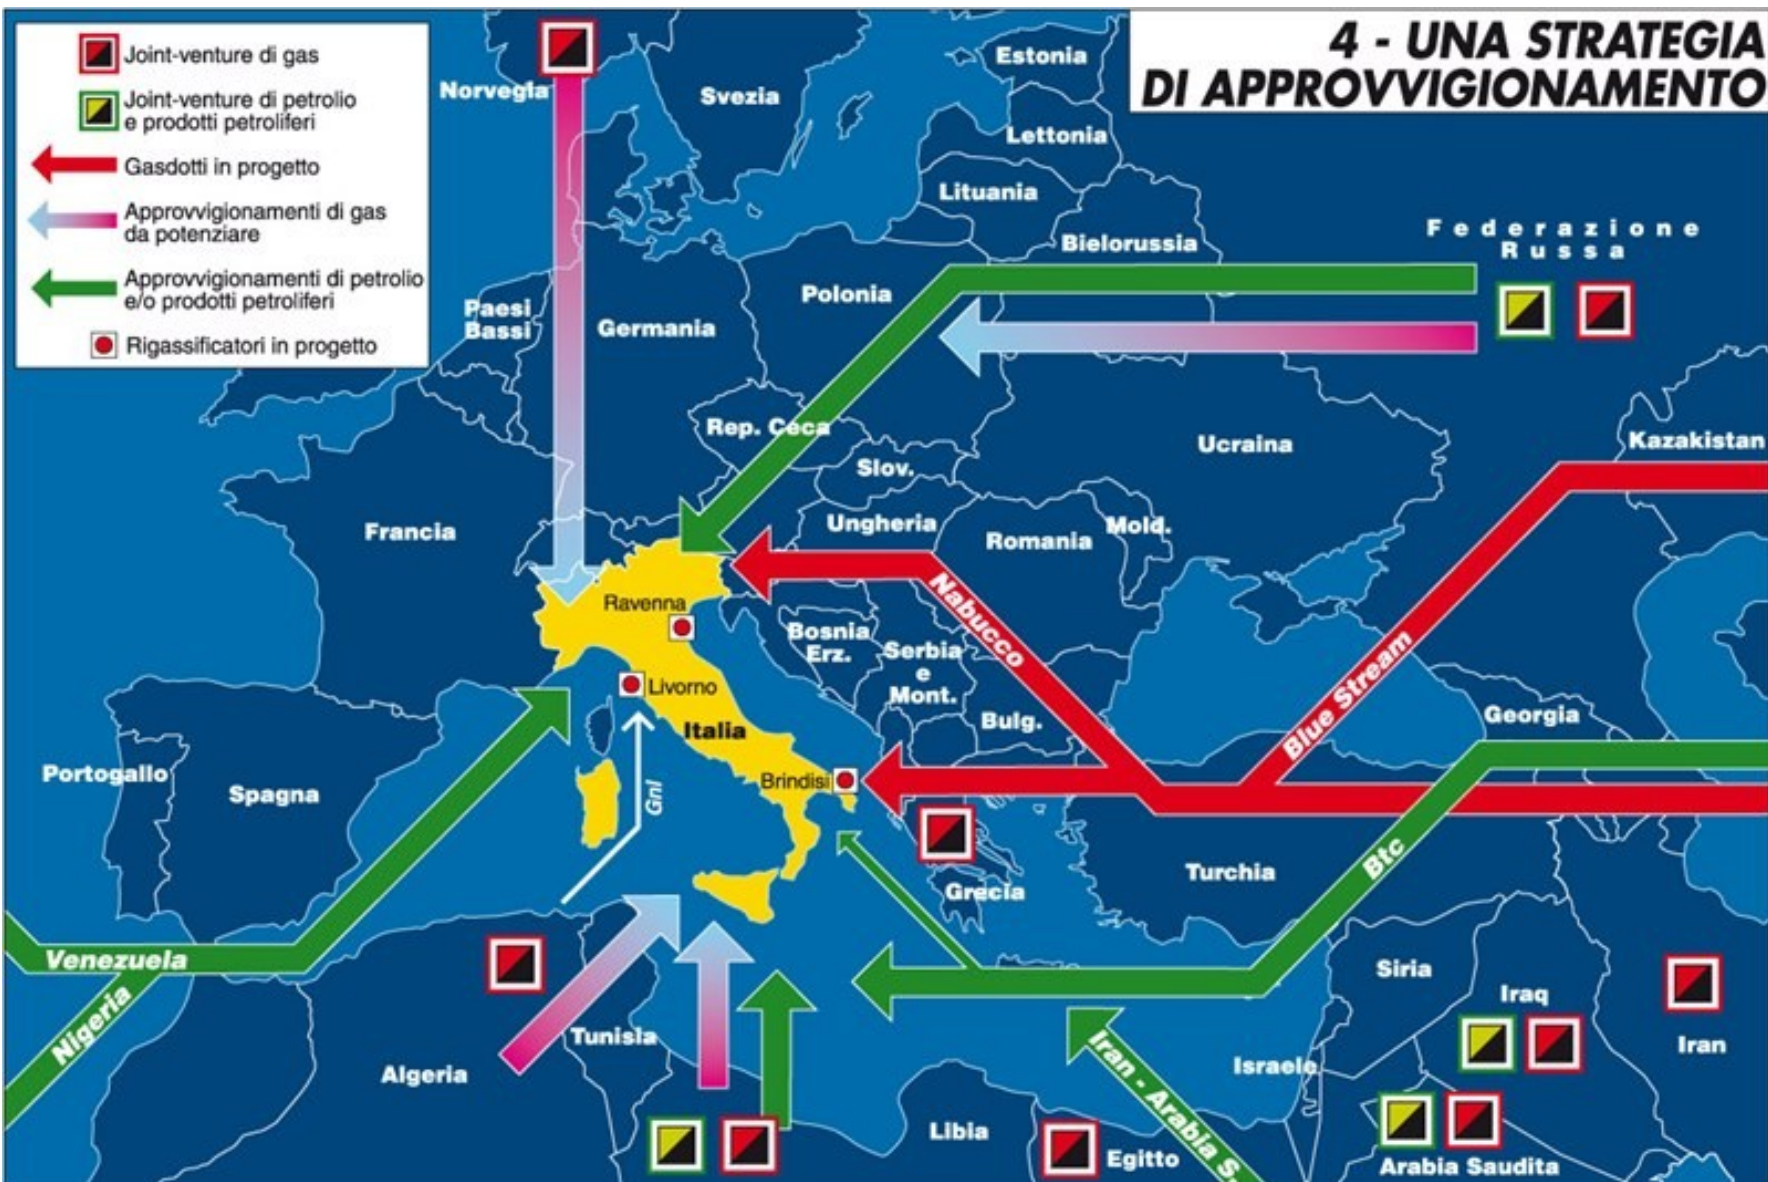 4 - UNA STRATEGIA
DI APPROVVIGIONAMENTO
Joint-venture di gas
Joint-venture di petrolio
e prodotti petroliferi
Gasdotti in progetto
Approvvigionamenti di gas
da potenziare
Approvvigionamenti di petrolio
e/o prodotti petroliferi
Rigassificatori in progetto
Norvegia
Svezia
Estonia
Lettonia
Lituania
Bielorussia
Federazione
Russa
Paesi
Bassi
Germania
Polonia
Rep. Ceca
Slov.
Ucraina
Kazakistan
Francia
Ungheria
Romania
Mold.
Ravenna
Nabucco
Bosnia
Erz.
Serbia
e
Mont.
Blue Stream
Livorno
Italia
Bulg.
Georgia
Portogallo
Spagna
Gnl
Brindisi
Btc
Turchia
Grecia
Venezuela
Nigeria
Siria
Iraq
Iran
Tunisia
Algeria
Israele
Iran - Arabia S.
Libia
Egitto
Arabia Saudita